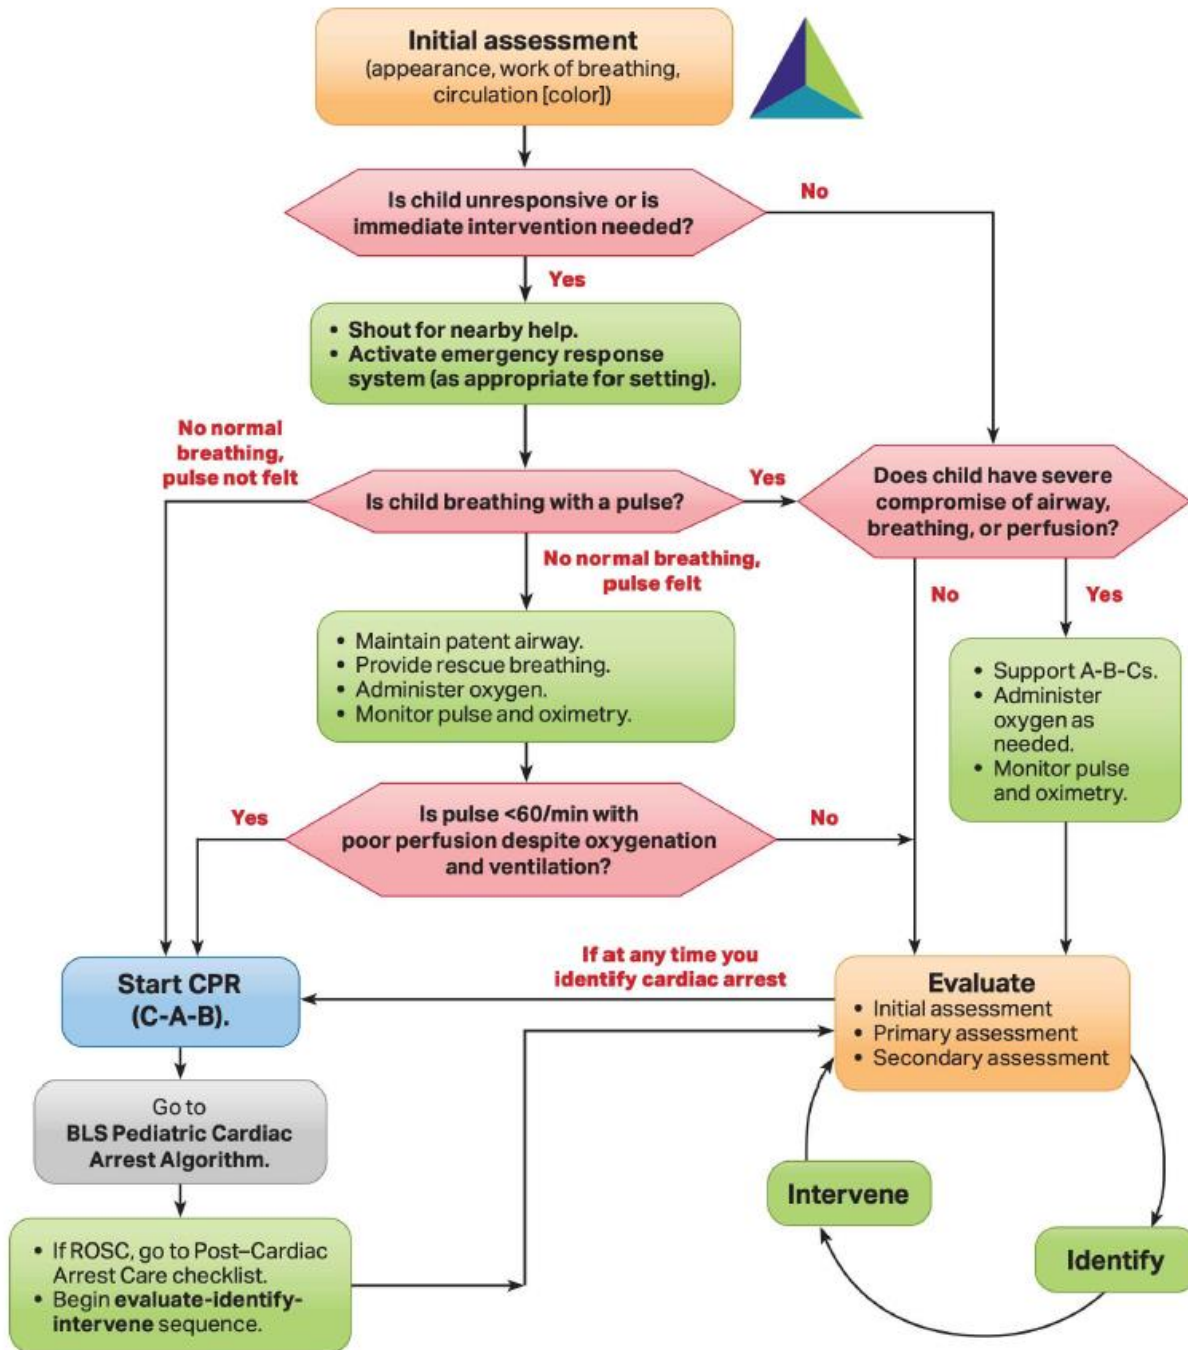 Initial assessment
(appearance, work of breathing,
circulation [color])
Is child unresponsive or is
immediate intervention needed?
No
Yes
• Shout for nearby help.
• Activate emergency response
system (as appropriate for setting).
No normal
breathing,
pulse not felt
Is child breathing with a pulse?
Yes
Does child have severe
compromise of airway,
breathing, or perfusion?
No normal breathing,
pulse felt
No
Yes
• Maintain patent airway.
• Provide rescue breathing.
• Administer oxygen.
• Monitor pulse and oximetry.
• Support A-B-Cs.
• Administer
oxygen as
needed.
• Monitor pulse
and oximetry.
Yes
Is pulse <60/min with
poor perfusion despite oxygenation
and ventilation?
No
Start CPR
(C-A-B).
If at any time you
identify cardiac arrest
Evaluate
• Initial assessment
• Primary assessment
• Secondary assessment
Go to
BLS Pediatric Cardiac
Arrest Algorithm.
Intervene
Identify
• If ROSC, go to Post–Cardiac
Arrest Care checklist.
• Begin evaluate-identify-
intervene sequence.